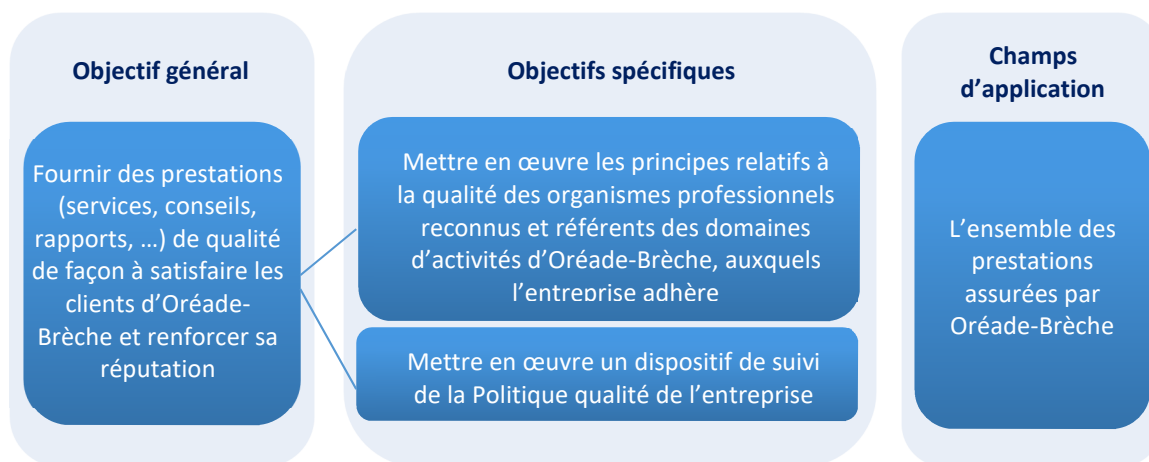 Objectif général
Fournir des prestations
(services, conseils,
rapports, …) de qualité
de façon à satisfaire les
clients d’Oréade-
Brèche et renforcer sa
réputation
Objectifs spécifiques
Mettre en œuvre les principes relatifs à
la qualité des organismes professionnels
reconnus et référents des domaines
d’activités d’Oréade-Brèche, auxquels
l’entreprise adhère
Mettre en œuvre un dispositif de suivi
de la Politique qualité de l’entreprise
Champs
d’application
L’ensemble des
prestations
assurées par
Oréade-Brèche